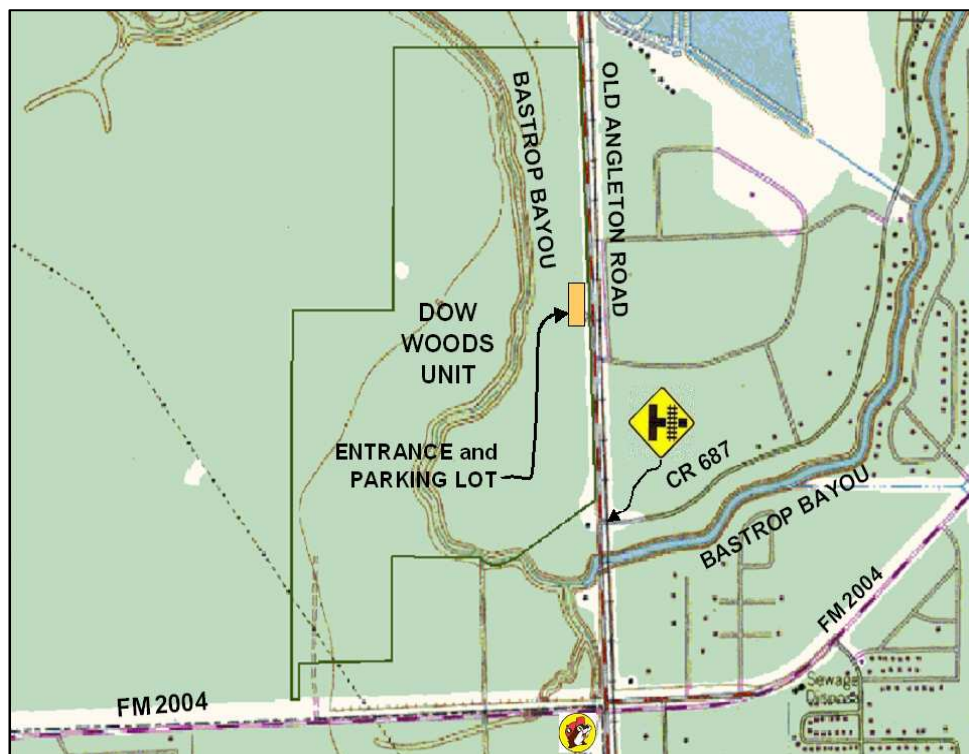 BASTROP BAYOU
OLD ANGLETON ROAD
DOW
WOODS
UNIT
ENTRANCE and
PARKING LOT
CR 687
BASTROP BAYOU
FM 2004
FM 2004
Sewage
Disposal